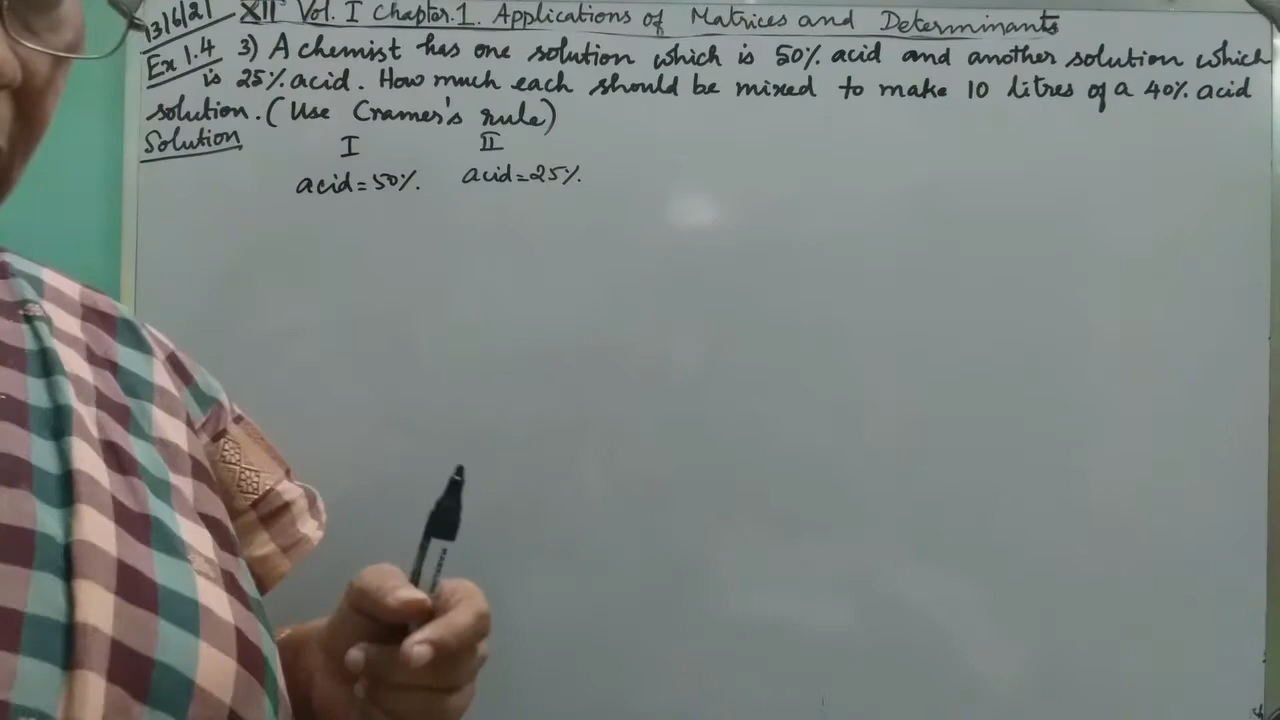 13/6/21 XII Vol. I Chapter.1. Applications of Matrices and Determinants
Ex 1.4 3) A chemist has one solution which is 50% acid and another solution which
is 25% acid. How much each should be mixed to make 10 litres of a 40% acid
solution. (Use Cramer's rule)
Solution
I II
acid=50%. acid=25%.